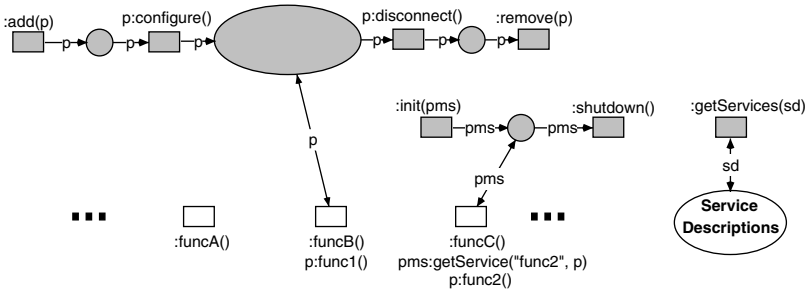 :add(p) p:configure() p:disconnect() :remove(p)
p p p p p p
:init(pms) :shutdown() :getServices(sd)
pms pms
p pms sd
Service
Descriptions
:funcA() :funcB() :funcC()
p:func1() pms:getService("func2", p)
p:func2()